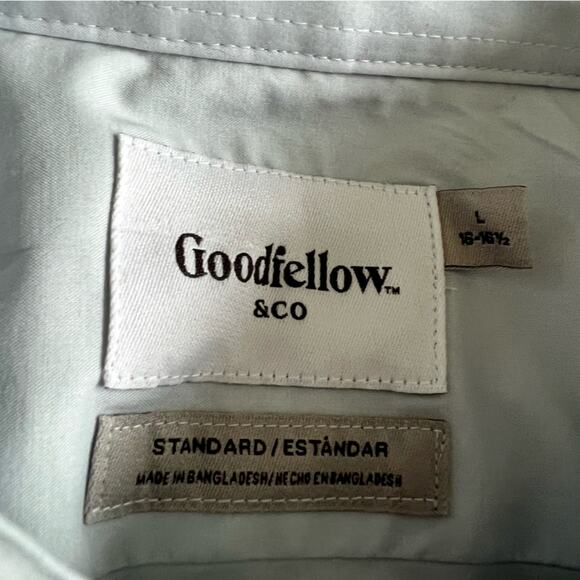 Goodfellow™
&CO
L
16-16½
STANDARD/ESTÁNDAR
MADE IN BANGLADESH/HECHO EN BANGLADESH